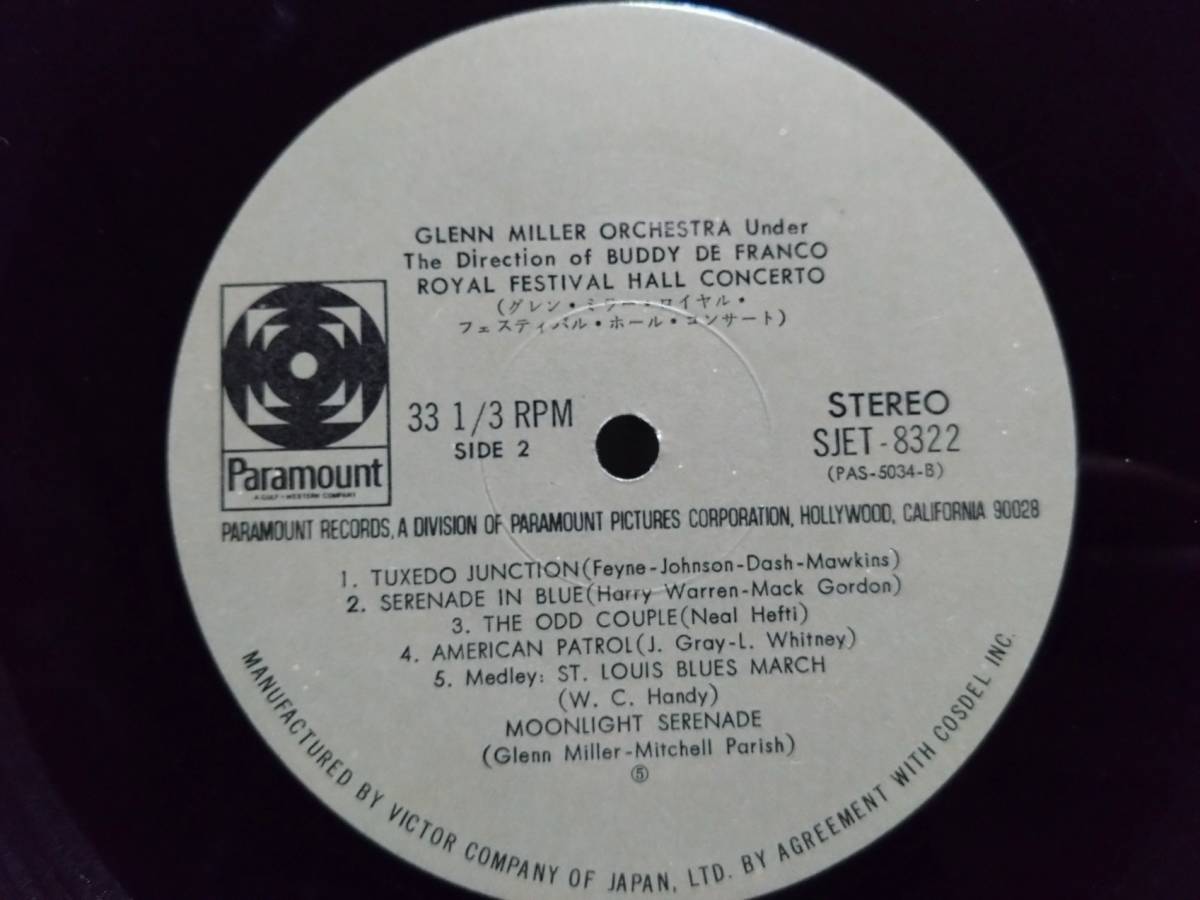 GLENN MILLER ORCHESTRA Under
The Direction of BUDDY DE FRANCO
ROYAL FESTIVAL HALL CONCERTO
(グレン・ミラー・ロイヤル・
フェスティバル・ホール・コンサート)
33 1/3 RPM
SIDE 2
STEREO
SJET-8322
(PAS-5034-B)
Paramount
A GULF+WESTERN COMPANY
PARAMOUNT RECORDS, A DIVISION OF PARAMOUNT PICTURES CORPORATION, HOLLYWOOD, CALIFORNIA 90028
1. TUXEDO JUNCTION(Feyne-Johnson-Dash-Mawkins)
2. SERENADE IN BLUE(Harry Warren-Mack Gordon)
3. THE ODD COUPLE(Neal Hefti)
4. AMERICAN PATROL(J. Gray-L. Whitney)
5. Medley: ST. LOUIS BLUES MARCH
(W. C. Handy)
MOONLIGHT SERENADE
(Glenn Miller-Mitchell Parish)
⑤
MANUFACTURED BY VICTOR COMPANY OF JAPAN, LTD. BY AGREEMENT WITH COSDEL INC.